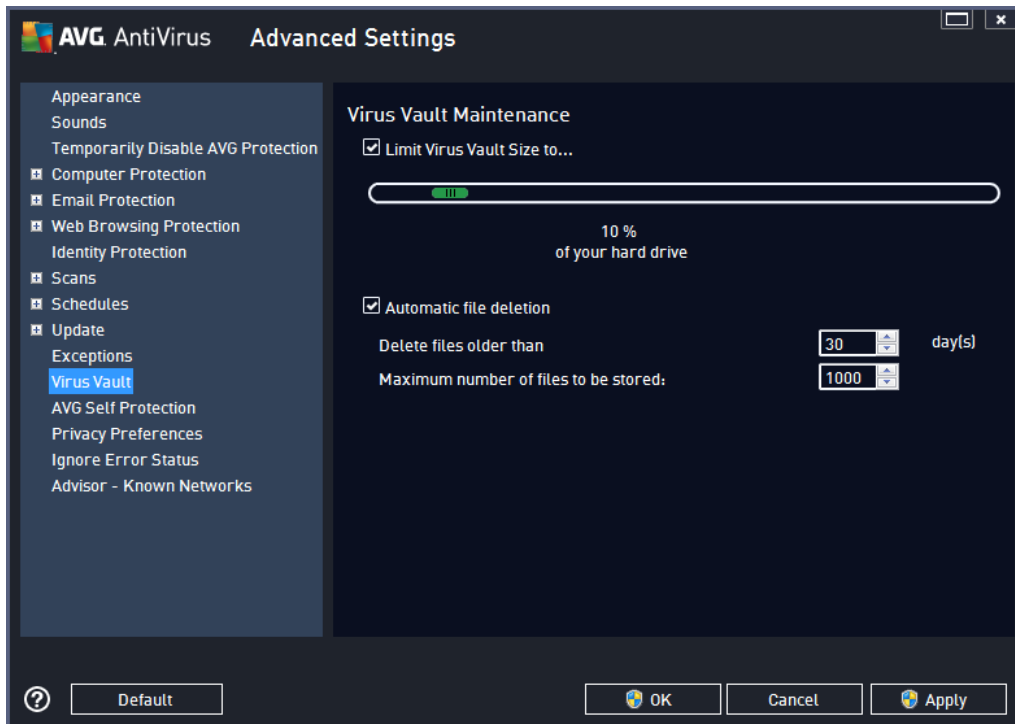 AVG. AntiVirus Advanced Settings
Appearance
Sounds
Temporarily Disable AVG Protection
Computer Protection
Email Protection
Web Browsing Protection
Identity Protection
Scans
Schedules
Update
Exceptions
Virus Vault
AVG Self Protection
Privacy Preferences
Ignore Error Status
Advisor - Known Networks
Virus Vault Maintenance
Limit Virus Vault Size to...
10 %
of your hard drive
Automatic file deletion
Delete files older than 30 day(s)
Maximum number of files to be stored: 1000
? Default OK Cancel Apply